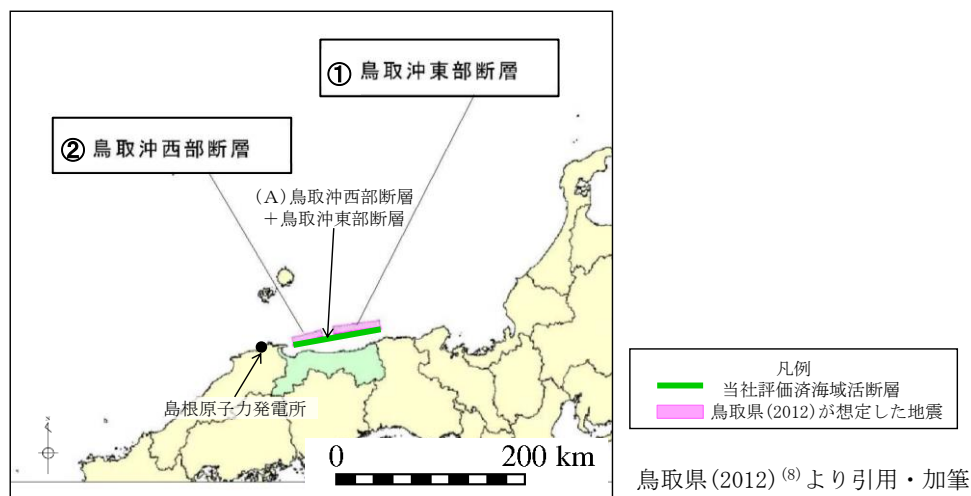 ① 鳥取沖東部断層
② 鳥取沖西部断層
(A)鳥取沖西部断層
＋鳥取沖東部断層
島根原子力発電所
0 200 km
凡例
当社評価済海域活断層
鳥取県(2012)が想定した地震
鳥取県(2012)(8)より引用・加筆